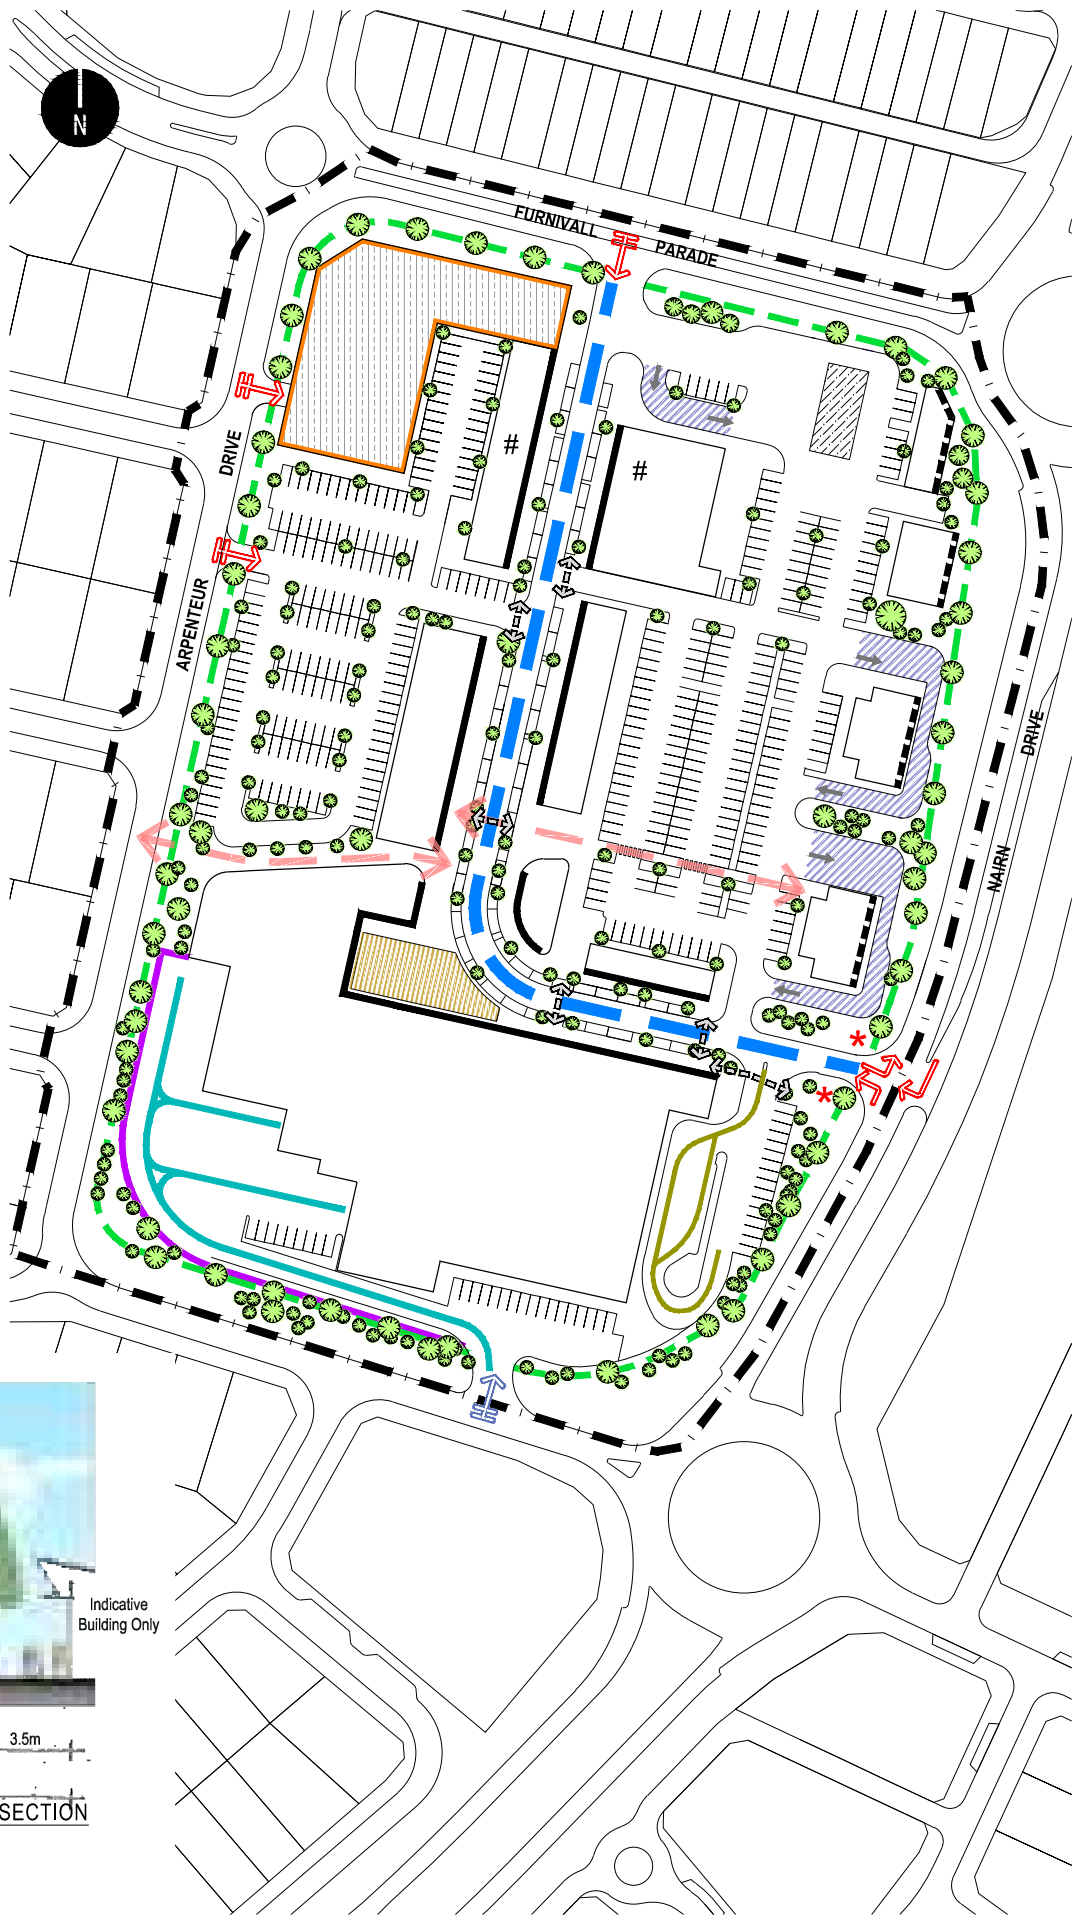 N
FURNIVALL
PARADE
#
#
DRIVE
ARPENTEUR
DRIVE
NAIRN
*
*
Indicative
Building Only
3.5m
SECTION